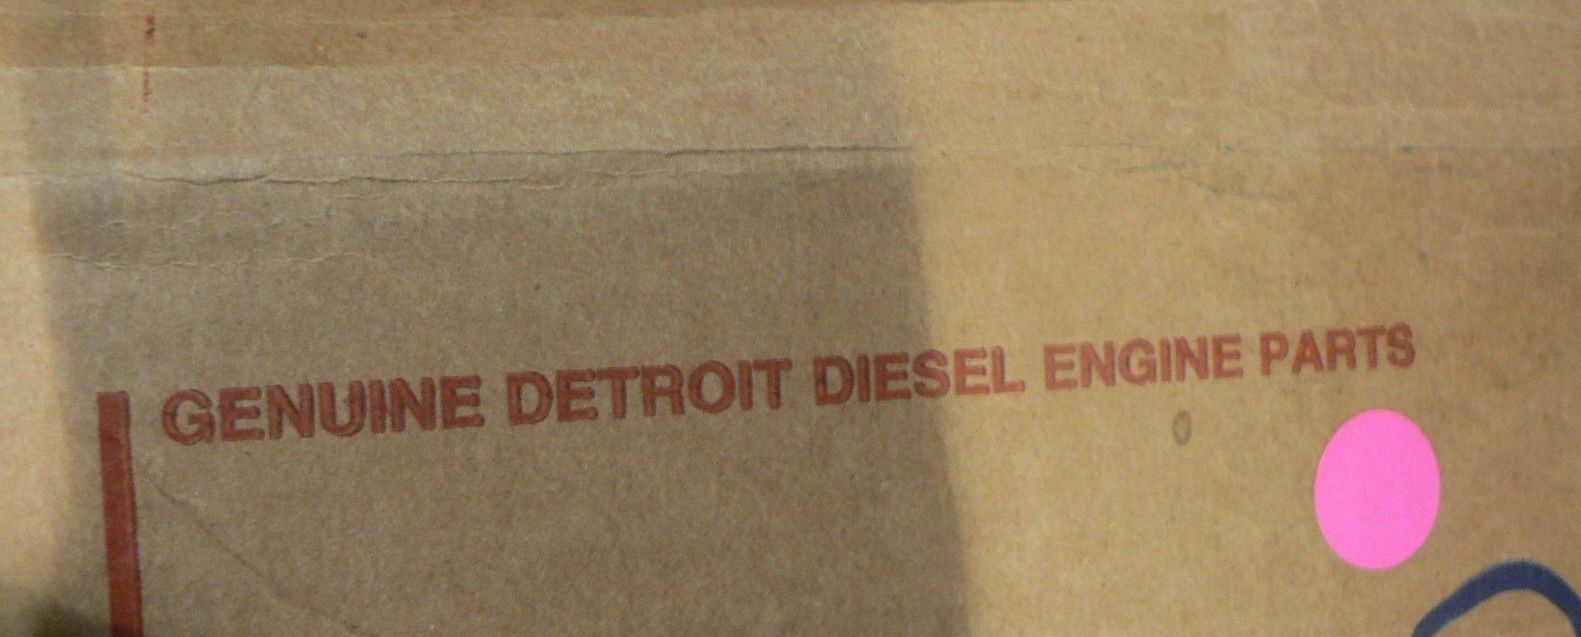 GENUINE DETROIT DIESEL ENGINE PARTS